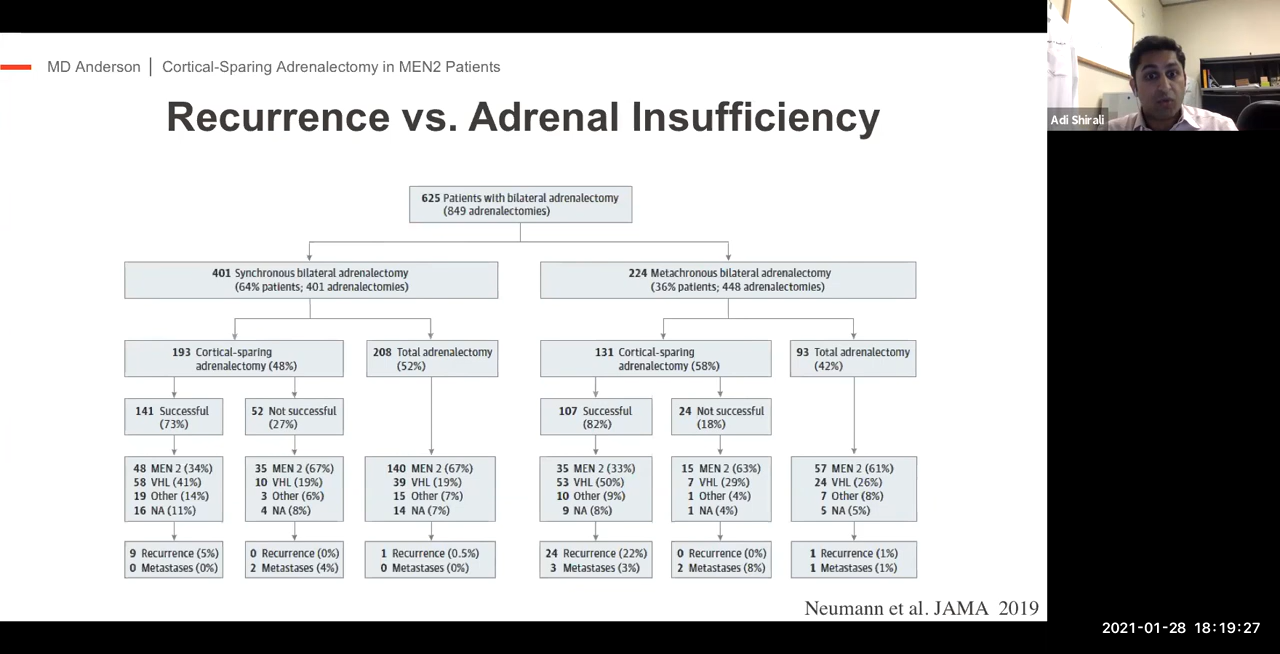 MD Anderson | Cortical-Sparing Adrenalectomy in MEN2 Patients
Adi Shirali
Recurrence vs. Adrenal Insufficiency
625 Patients with bilateral adrenalectomy
(849 adrenalectomies)
401 Synchronous bilateral adrenalectomy
(64% patients; 401 adrenalectomies)
224 Metachronous bilateral adrenalectomy
(36% patients; 448 adrenalectomies)
193 Cortical-sparing
adrenalectomy (48%)
208 Total adrenalectomy
(52%)
131 Cortical-sparing
adrenalectomy (58%)
93 Total adrenalectomy
(42%)
141 Successful
(73%)
52 Not successful
(27%)
107 Successful
(82%)
24 Not successful
(18%)
48 MEN 2 (34%)
58 VHL (41%)
19 Other (14%)
16 NA (11%)
35 MEN 2 (67%)
10 VHL (19%)
3 Other (6%)
4 NA (8%)
140 MEN 2 (67%)
39 VHL (19%)
15 Other (7%)
14 NA (7%)
35 MEN 2 (33%)
53 VHL (50%)
10 Other (9%)
9 NA (8%)
15 MEN 2 (63%)
7 VHL (29%)
1 Other (4%)
1 NA (4%)
57 MEN 2 (61%)
24 VHL (26%)
7 Other (8%)
5 NA (5%)
9 Recurrence (5%)
0 Metastases (0%)
0 Recurrence (0%)
2 Metastases (4%)
1 Recurrence (0.5%)
0 Metastases (0%)
24 Recurrence (22%)
3 Metastases (3%)
0 Recurrence (0%)
2 Metastases (8%)
1 Recurrence (1%)
1 Metastases (1%)
Neumann et al. JAMA 2019
2021-01-28 18:19:27